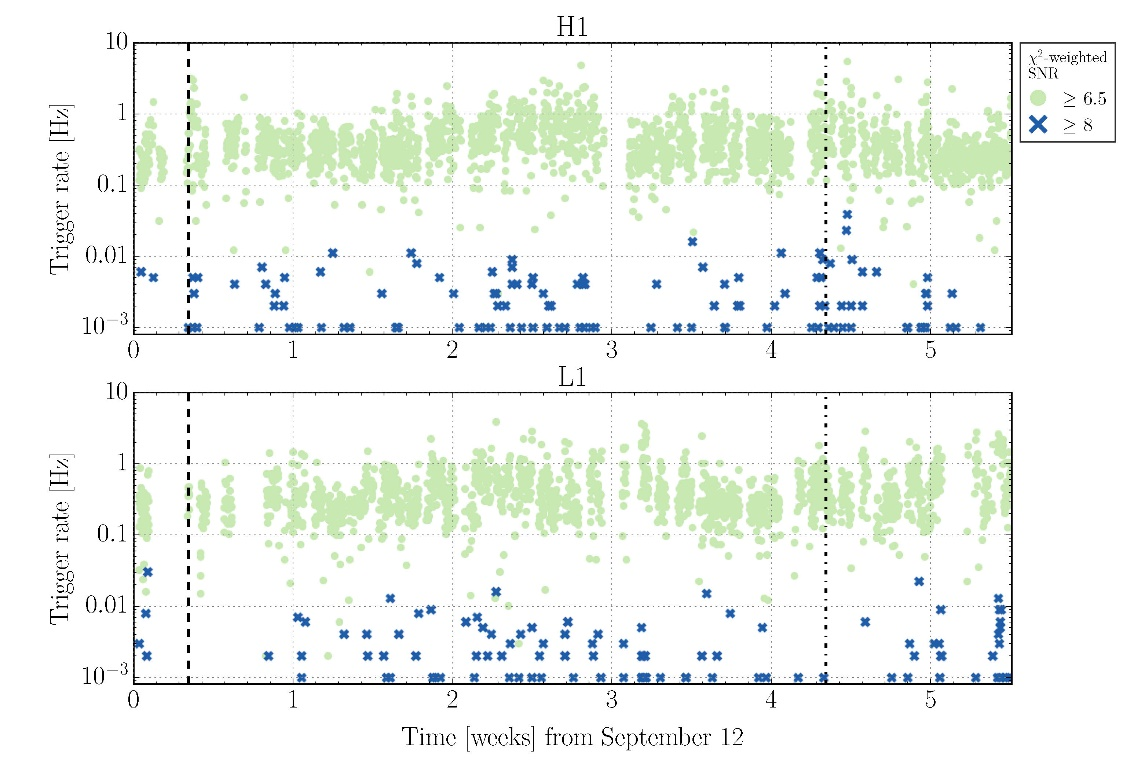 H1
10
1
0.1
0.01
10⁻³
Trigger rate [Hz]
0 1 2 3 4 5
χ²-weighted
SNR
≥ 6.5
≥ 8
L1
10
1
0.1
0.01
10⁻³
Trigger rate [Hz]
0 1 2 3 4 5
Time [weeks] from September 12